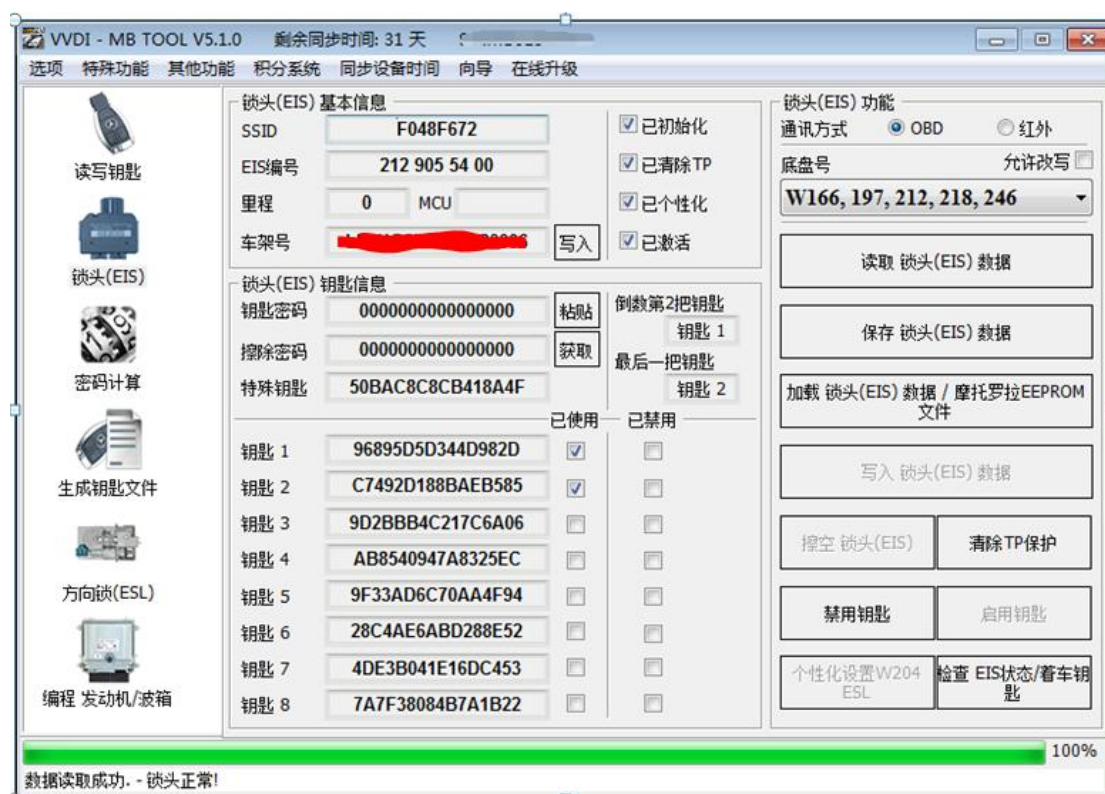 VVDI - MB TOOL V5.1.0 剩余同步时间: 31 天
选项 特殊功能 其他功能 积分系统 同步设备时间 向导 在线升级
读写钥匙
锁头(EIS)
密码计算
生成钥匙文件
方向锁(ESL)
编程 发动机/波箱
锁头(EIS) 基本信息
SSID F048F672 已初始化
EIS编号 212 905 54 00 已清除TP
里程 0 MCU 已个性化
车架号 写入 已激活
锁头(EIS) 钥匙信息
钥匙密码 0000000000000000 粘贴
擦除密码 0000000000000000 获取
特殊钥匙 50BAC8C8CB418A4F
倒数第2把钥匙
钥匙 1
最后一把钥匙
钥匙 2
已使用 已禁用
钥匙 1 96895D5D344D982D
钥匙 2 C7492D188BAEB585
钥匙 3 9D2BBB4C217C6A06
钥匙 4 AB8540947A8325EC
钥匙 5 9F33AD6C70AA4F94
钥匙 6 28C4AE6ABD288E52
钥匙 7 4DE3B041E16DC453
钥匙 8 7A7F38084B7A1B22
锁头(EIS) 功能
通讯方式 OBD 红外
底盘号 允许改写
W166, 197, 212, 218, 246
读取 锁头(EIS) 数据
保存 锁头(EIS) 数据
加载 锁头(EIS) 数据 / 摩托罗拉EEPROM
文件
写入 锁头(EIS) 数据
擦空 锁头(EIS) 清除TP保护
禁用钥匙 启用钥匙
个性化设置W204
ESL
检查 EIS状态/着车钥
匙
100%
数据读取成功. - 锁头正常!